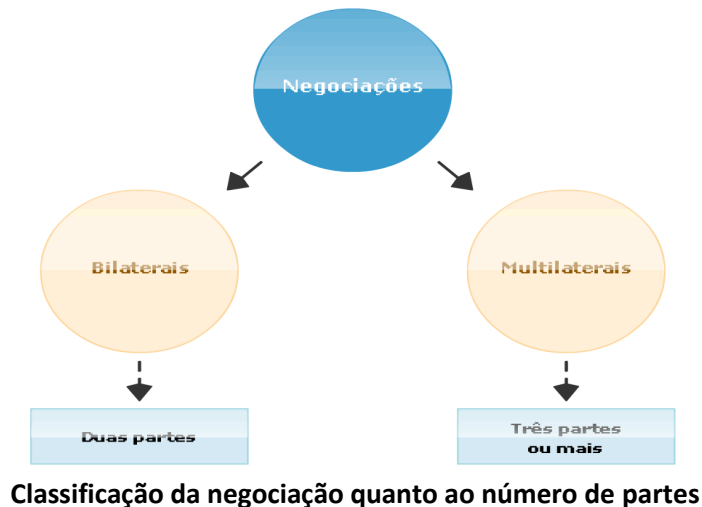 Negociações
Bilaterais
Multilaterais
Duas partes
Três partes
ou mais
Classificação da negociação quanto ao número de partes